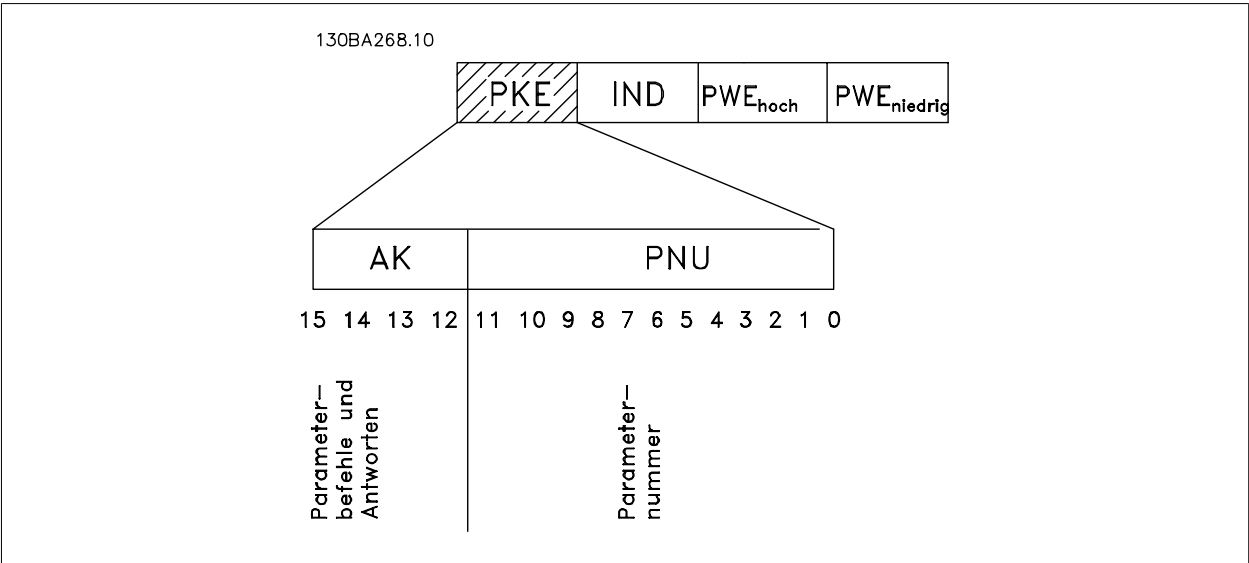 130BA268.10
PKE IND PWEhoch PWEniedrig
AK PNU
15 14 13 12 11 10 9 8 7 6 5 4 3 2 1 0
Parameter–
befehle und
Antworten
Parameter–
nummer